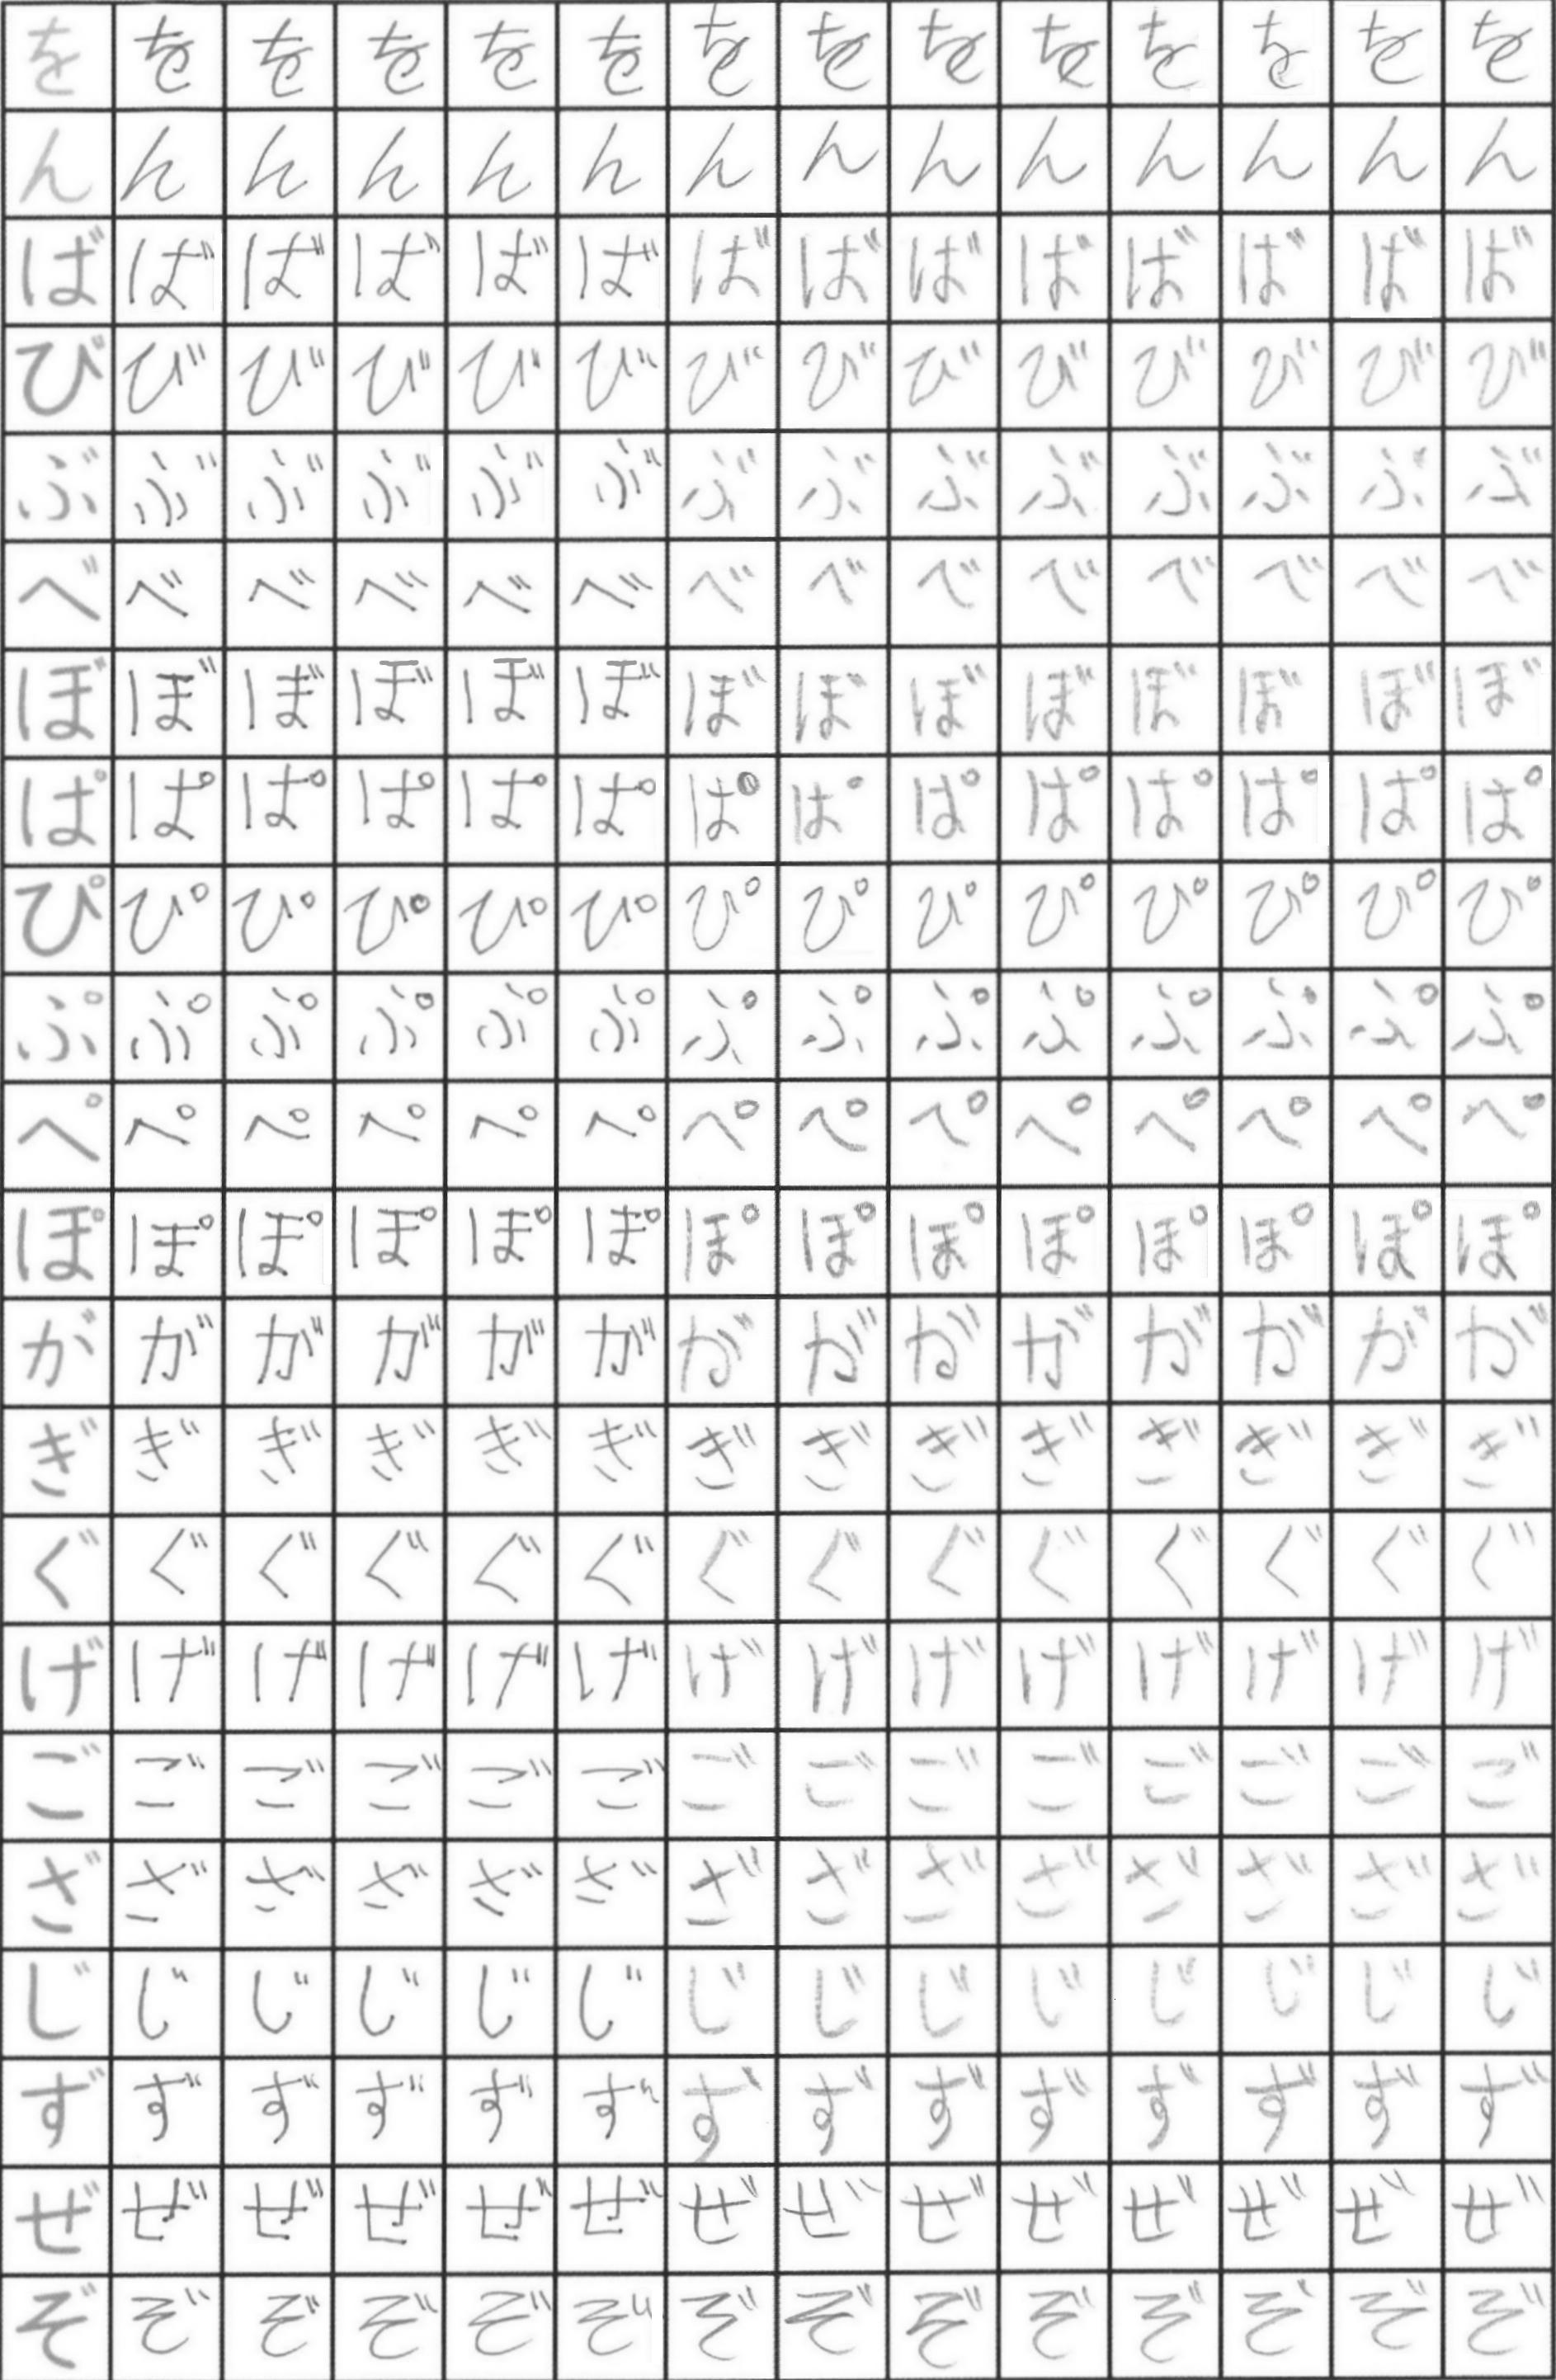 を を を を を を を を を を を を を を
ん ん ん ん ん ん ん ん ん ん ん ん ん ん
ば ば ば ば ば ば ば ば ば ば ば ば ば ば
び び び び び び び び び び び び び び
ぶ ぶ ぶ ぶ ぶ ぶ ぶ ぶ ぶ ぶ ぶ ぶ ぶ ぶ
べ べ べ べ べ べ べ べ べ べ べ べ べ べ
ぼ ぼ ぼ ぼ ぼ ぼ ぼ ぼ ぼ ぼ ぼ ぼ ぼ ぼ
ぱ ぱ ぱ ぱ ぱ ぱ ぱ ぱ ぱ ぱ ぱ ぱ ぱ ぱ
ぴ ぴ ぴ ぴ ぴ ぴ ぴ ぴ ぴ ぴ ぴ ぴ ぴ ぴ
ぷ ぷ ぷ ぷ ぷ ぷ ぷ ぷ ぷ ぷ ぷ ぷ ぷ ぷ
ぺ ぺ ぺ ぺ ぺ ぺ ぺ ぺ ぺ ぺ ぺ ぺ ぺ ぺ
ぽ ぽ ぽ ぽ ぽ ぽ ぽ ぽ ぽ ぽ ぽ ぽ ぽ ぽ
が が が が が が が が が が が が が が
ぎ ぎ ぎ ぎ ぎ ぎ ぎ ぎ ぎ ぎ ぎ ぎ ぎ ぎ
ぐ ぐ ぐ ぐ ぐ ぐ ぐ ぐ ぐ ぐ ぐ ぐ ぐ ぐ
げ げ げ げ げ げ げ げ げ げ げ げ げ げ
ご ご ご ご ご ご ご ご ご ご ご ご ご ご
ざ ざ ざ ざ ざ ざ ざ ざ ざ ざ ざ ざ ざ ざ
じ じ じ じ じ じ じ じ じ じ じ じ じ じ
ず ず ず ず ず ず ず ず ず ず ず ず ず ず
ぜ ぜ ぜ ぜ ぜ ぜ ぜ ぜ ぜ ぜ ぜ ぜ ぜ ぜ
ぞ ぞ ぞ ぞ ぞ ぞ ぞ ぞ ぞ ぞ ぞ ぞ ぞ ぞ